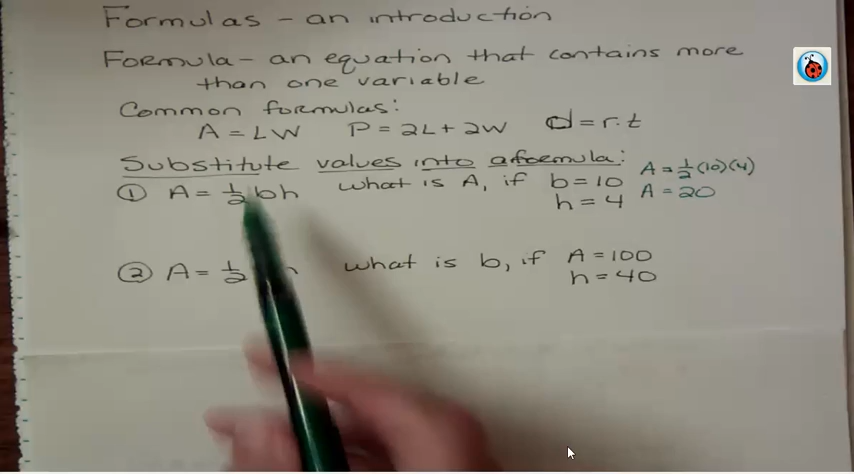 Formulas - an introduction
Formula - an equation that contains more
than one variable
Common formulas:
A = LW P = 2L + 2W d = r·t
Substitute values into a formula:
① A = 1/2 bh what is A, if b = 10
h = 4
A = 1/2 (10)(4)
A = 20
② A = 1/2 h what is b, if A = 100
h = 40